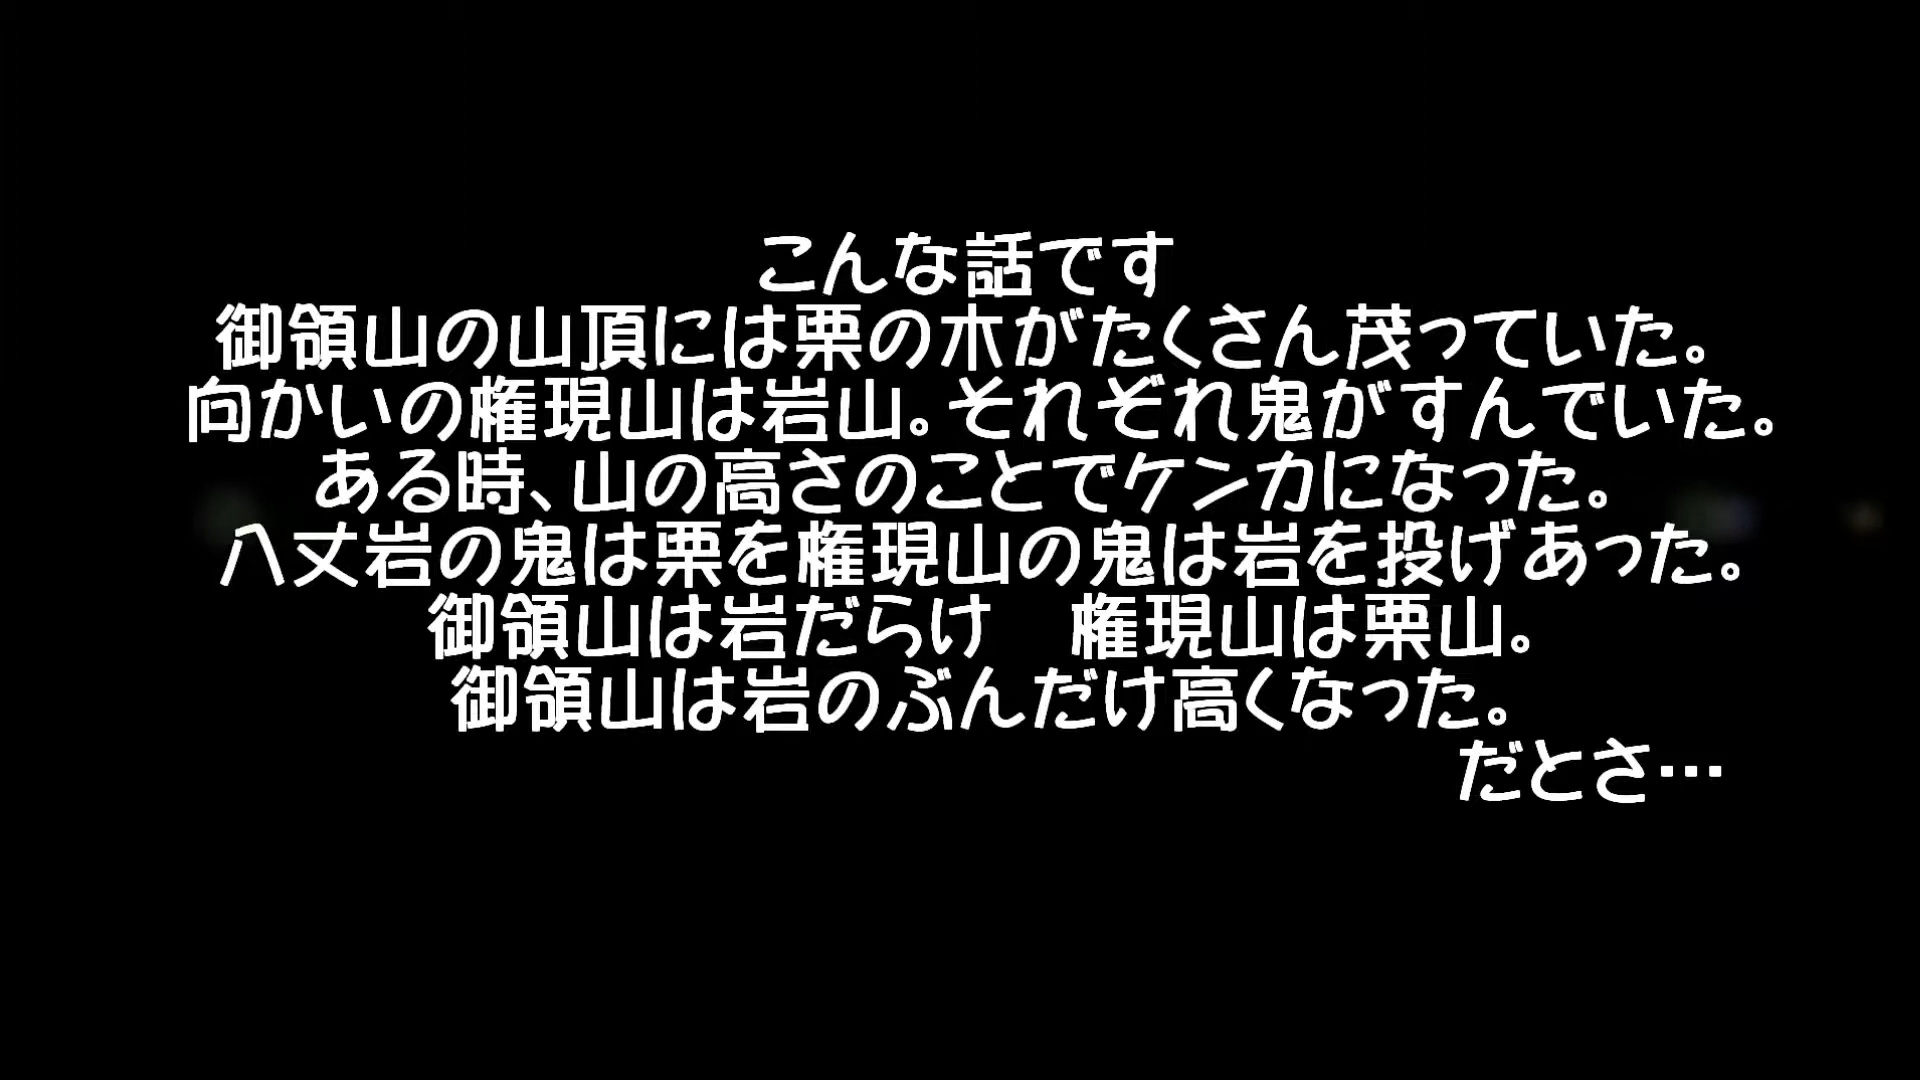 こんな話です
御領山の山頂には栗の木がたくさん茂っていた。
向かいの権現山は岩山。それぞれ鬼がすんでいた。
ある時、山の高さのことでケンカになった。
八丈岩の鬼は栗を権現山の鬼は岩を投げあった。
御領山は岩だらけ　権現山は栗山。
御領山は岩のぶんだけ高くなった。
だとさ…